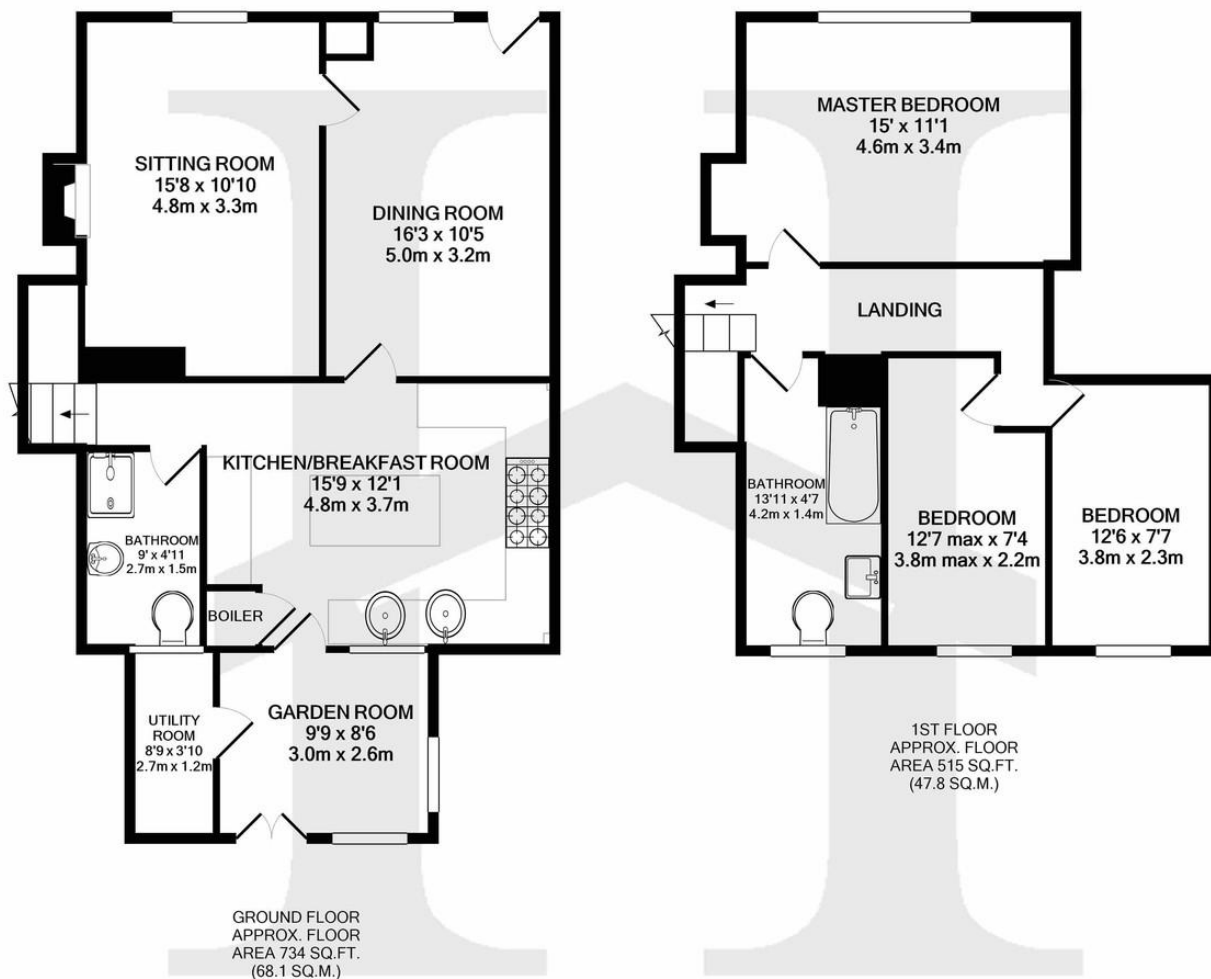 SITTING ROOM
15'8 x 10'10
4.8m x 3.3m
DINING ROOM
16'3 x 10'5
5.0m x 3.2m
KITCHEN/BREAKFAST ROOM
15'9 x 12'1
4.8m x 3.7m
BATHROOM
9' x 4'11
2.7m x 1.5m
BOILER
UTILITY
ROOM
8'9 x 3'10
2.7m x 1.2m
GARDEN ROOM
9'9 x 8'6
3.0m x 2.6m
GROUND FLOOR
APPROX. FLOOR
AREA 734 SQ.FT.
(68.1 SQ.M.)
MASTER BEDROOM
15' x 11'1
4.6m x 3.4m
LANDING
BATHROOM
13'11 x 4'7
4.2m x 1.4m
BEDROOM
12'7 max x 7'4
3.8m max x 2.2m
BEDROOM
12'6 x 7'7
3.8m x 2.3m
1ST FLOOR
APPROX. FLOOR
AREA 515 SQ.FT.
(47.8 SQ.M.)